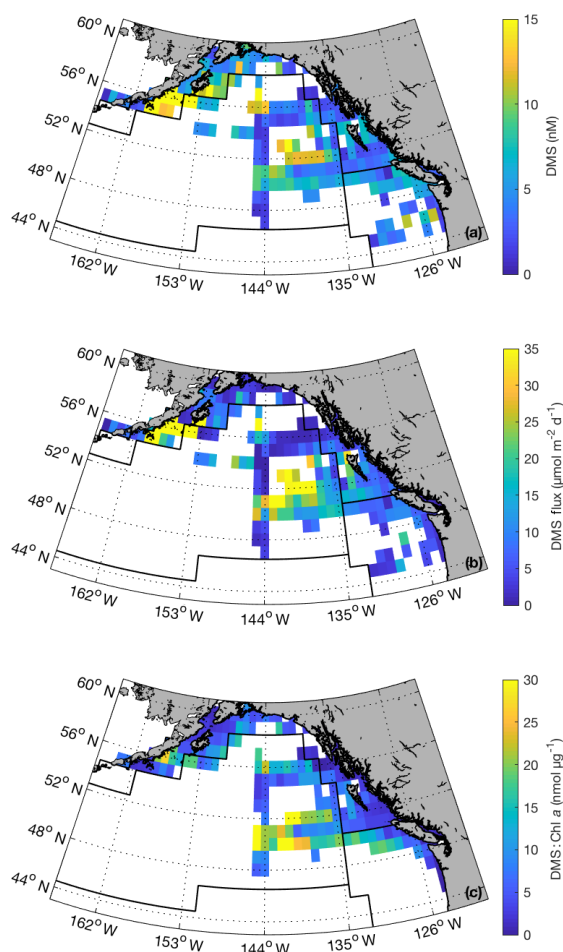 60° N
56° N
52° N
48° N
44° N
162° W
153° W
144° W
135° W
126° W
(a)
15
10
5
0
DMS (nM)
60° N
56° N
52° N
48° N
44° N
162° W
153° W
144° W
135° W
126° W
(b)
35
30
25
20
15
10
5
0
DMS flux (µmol m⁻² d⁻¹)
60° N
56° N
52° N
48° N
44° N
162° W
153° W
144° W
135° W
126° W
(c)
30
25
20
15
10
5
0
DMS:Chl a (nmol µg⁻¹)